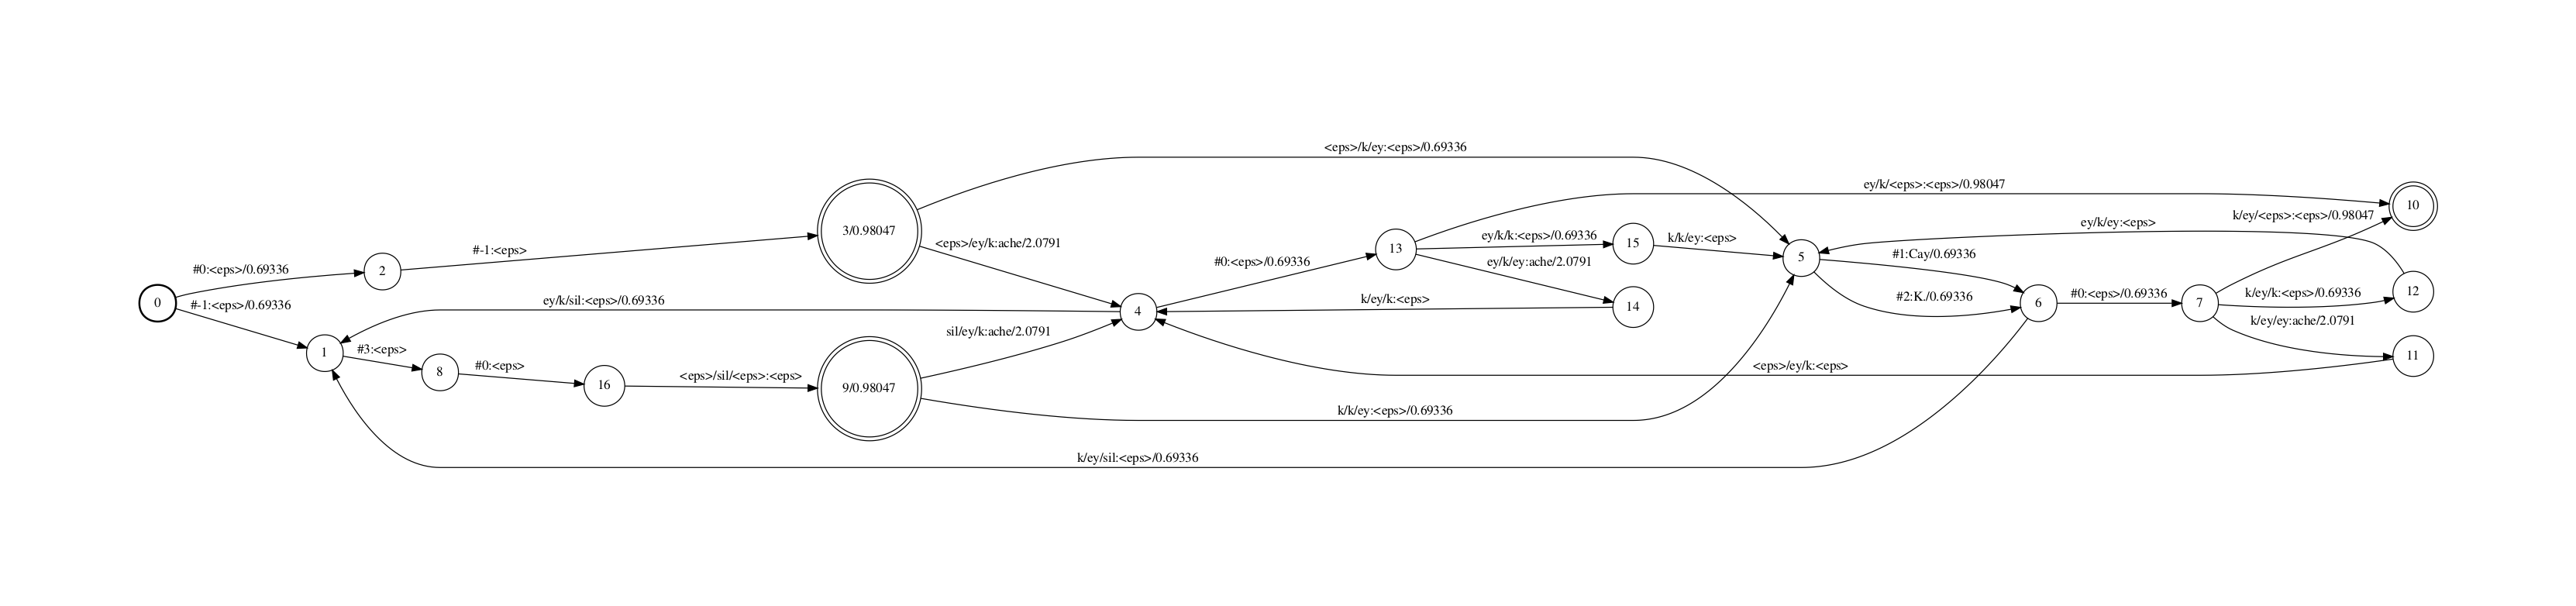 <eps>/k/ey:<eps>/0.69336
ey/k/<eps>:<eps>/0.98047
10
k/ey/<eps>:<eps>/0.98047
ey/k/ey:<eps>
3/0.98047
ey/k/k:<eps>/0.69336
15
k/k/ey:<eps>
13
<eps>/ey/k:ache/2.0791
#-1:<eps>
5
#1:Cay/0.69336
#0:<eps>/0.69336
2
#0:<eps>/0.69336
ey/k/ey:ache/2.0791
0
#-1:<eps>/0.69336
ey/k/sil:<eps>/0.69336
4
k/ey/k:<eps>
14
#2:K./0.69336
6
#0:<eps>/0.69336
7
k/ey/k:<eps>/0.69336
12
k/ey/ey:ache/2.0791
sil/ey/k:ache/2.0791
1
#3:<eps>
11
<eps>/ey/k:<eps>
8
#0:<eps>
16
<eps>/sil/<eps>:<eps>
9/0.98047
k/k/ey:<eps>/0.69336
k/ey/sil:<eps>/0.69336